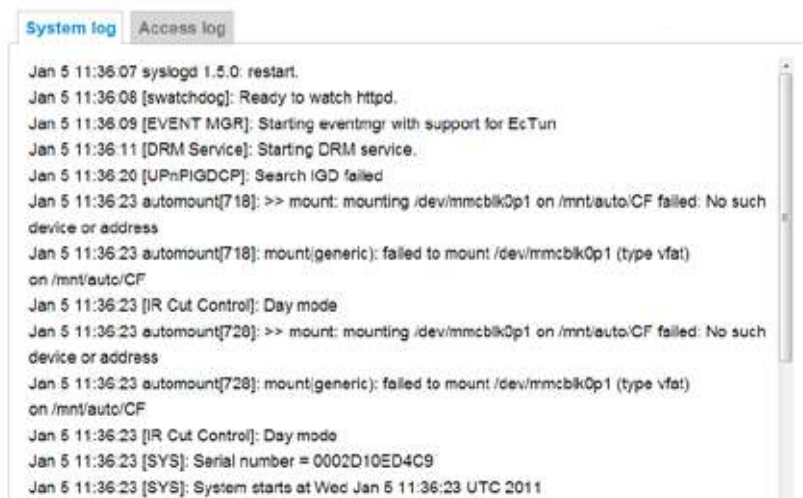 System log Access log
Jan 5 11:36:07 syslogd 1.5.0: restart.
Jan 5 11:36:08 [swatchdog]: Ready to watch httpd.
Jan 5 11:36:09 [EVENT MGR]: Starting eventmgr with support for EcTun
Jan 5 11:36:11 [DRM Service]: Starting DRM service.
Jan 5 11:36:20 [UPnPIGDCP]: Search IGD failed
Jan 5 11:36:23 automount[718]: >> mount: mounting /dev/mmcblk0p1 on /mnt/auto/CF failed: No such
device or address
Jan 5 11:36:23 automount[718]: mount(generic): failed to mount /dev/mmcblk0p1 (type vfat)
on /mnt/auto/CF
Jan 5 11:36:23 [IR Cut Control]: Day mode
Jan 5 11:36:23 automount[728]: >> mount: mounting /dev/mmcblk0p1 on /mnt/auto/CF failed: No such
device or address
Jan 5 11:36:23 automount[728]: mount(generic): failed to mount /dev/mmcblk0p1 (type vfat)
on /mnt/auto/CF
Jan 5 11:36:23 [IR Cut Control]: Day mode
Jan 5 11:36:23 [SYS]: Serial number = 0002D10ED4C9
Jan 5 11:36:23 [SYS]: System starts at Wed Jan 5 11:36:23 UTC 2011